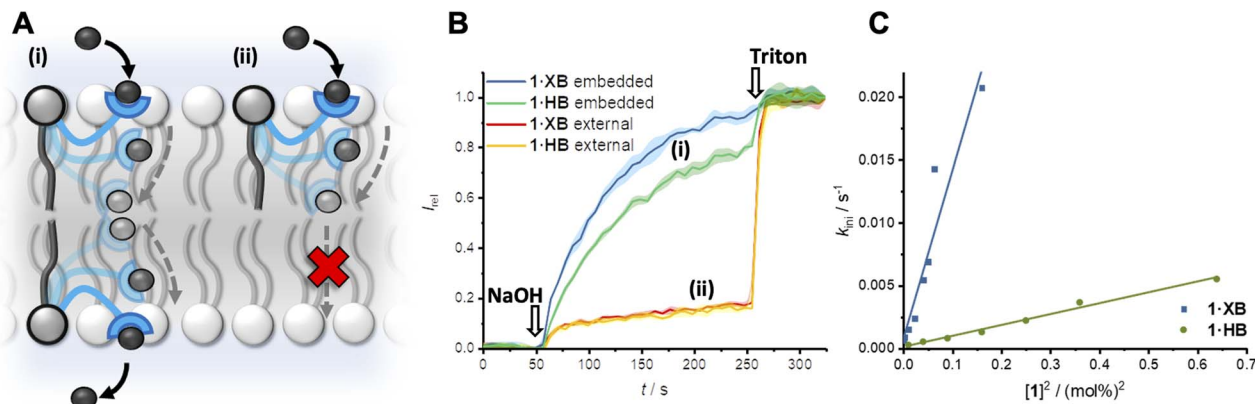 A
(i)
(ii)
B
Triton
1·XB embedded
1·HB embedded
1·XB external
1·HB external
(i)
NaOH
(ii)
I rel
1.0
0.8
0.6
0.4
0.2
0.0
0
50
100
150
200
250
300
t / s
C
k ini / s⁻¹
0.020
0.015
0.010
0.005
0.000
0.0
0.1
0.2
0.3
0.4
0.5
0.6
0.7
1·XB
1·HB
[1]² / (mol%)²